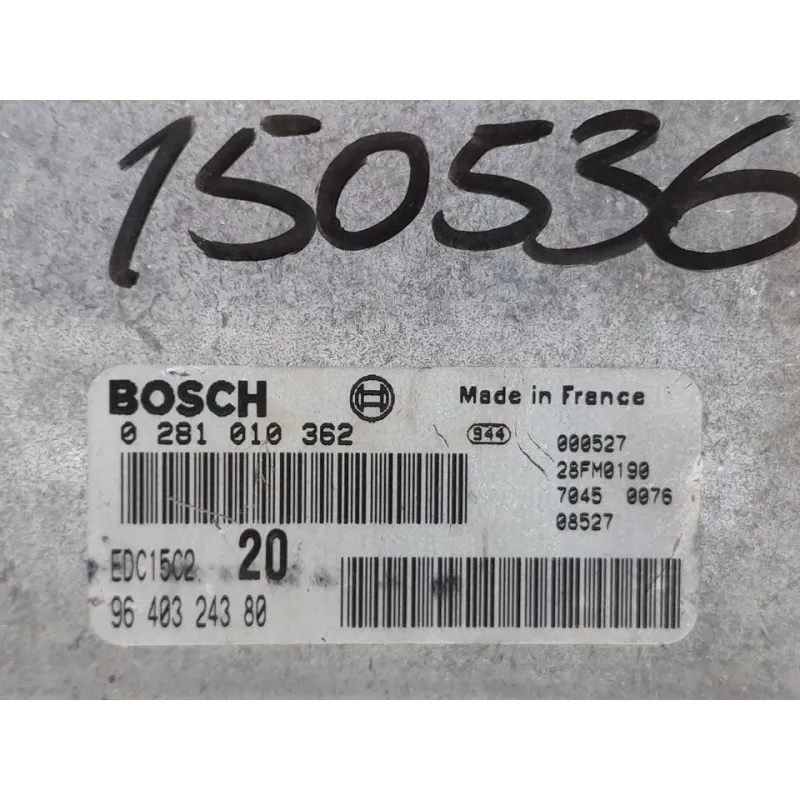 150536
BOSCH Made in France
0 281 010 362 944 000527
28FM0190
7045 0076
08527
EDC15C2 20
96 403 243 80